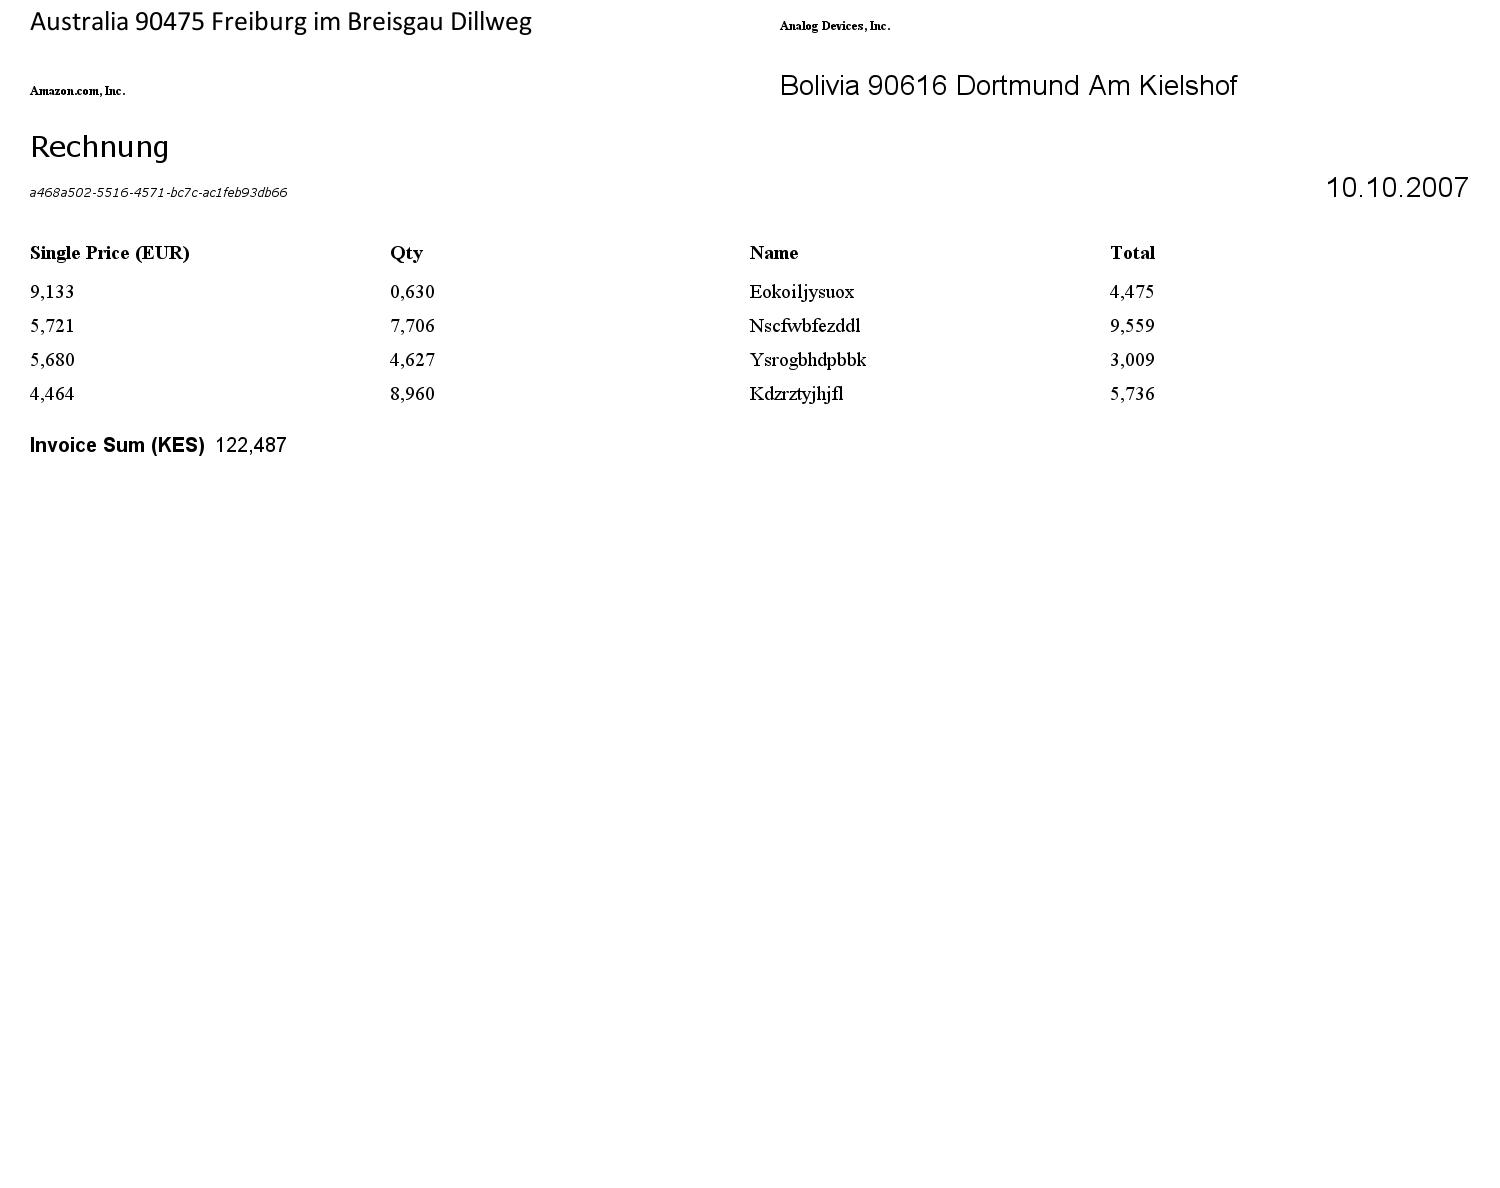 Australia 90475 Freiburg im Breisgau Dillweg
Amazon.com, Inc.
Analog Devices, Inc.
Bolivia 90616 Dortmund Am Kielshof
Rechnung
a468a502-5516-4571-bc7c-ac1feb93db66
10.10.2007
Single Price (EUR) Qty Name Total
9,133 0,630 Eokoiljysuox 4,475
5,721 7,706 Nscfwbfezddl 9,559
5,680 4,627 Ysrogbhdpbbk 3,009
4,464 8,960 Kdzrztyjhjfl 5,736
Invoice Sum (KES) 122,487